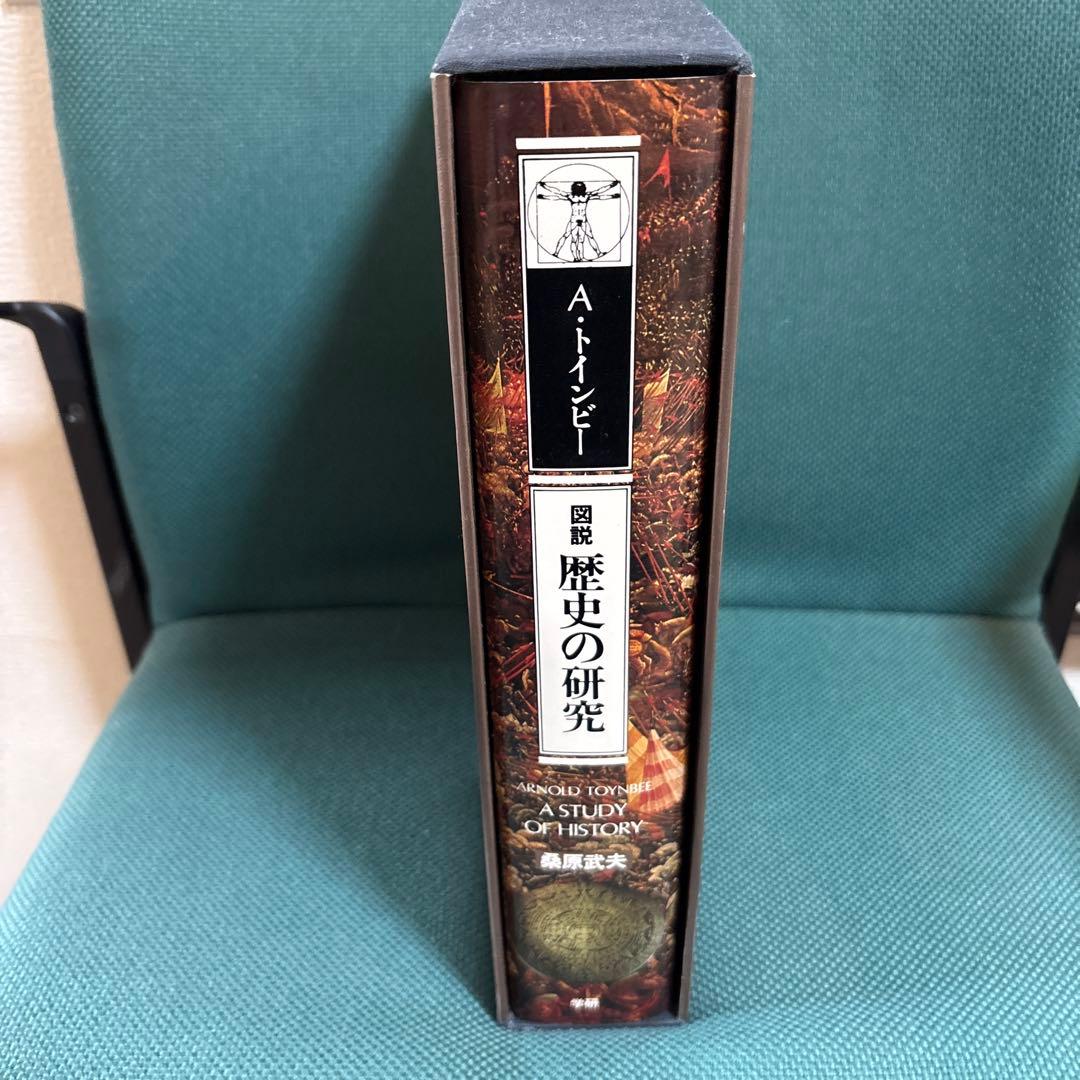 A・トインビー
図説
歴史の研究
ARNOLD TOYNBEE
A STUDY
OF HISTORY
桑原武夫
学研